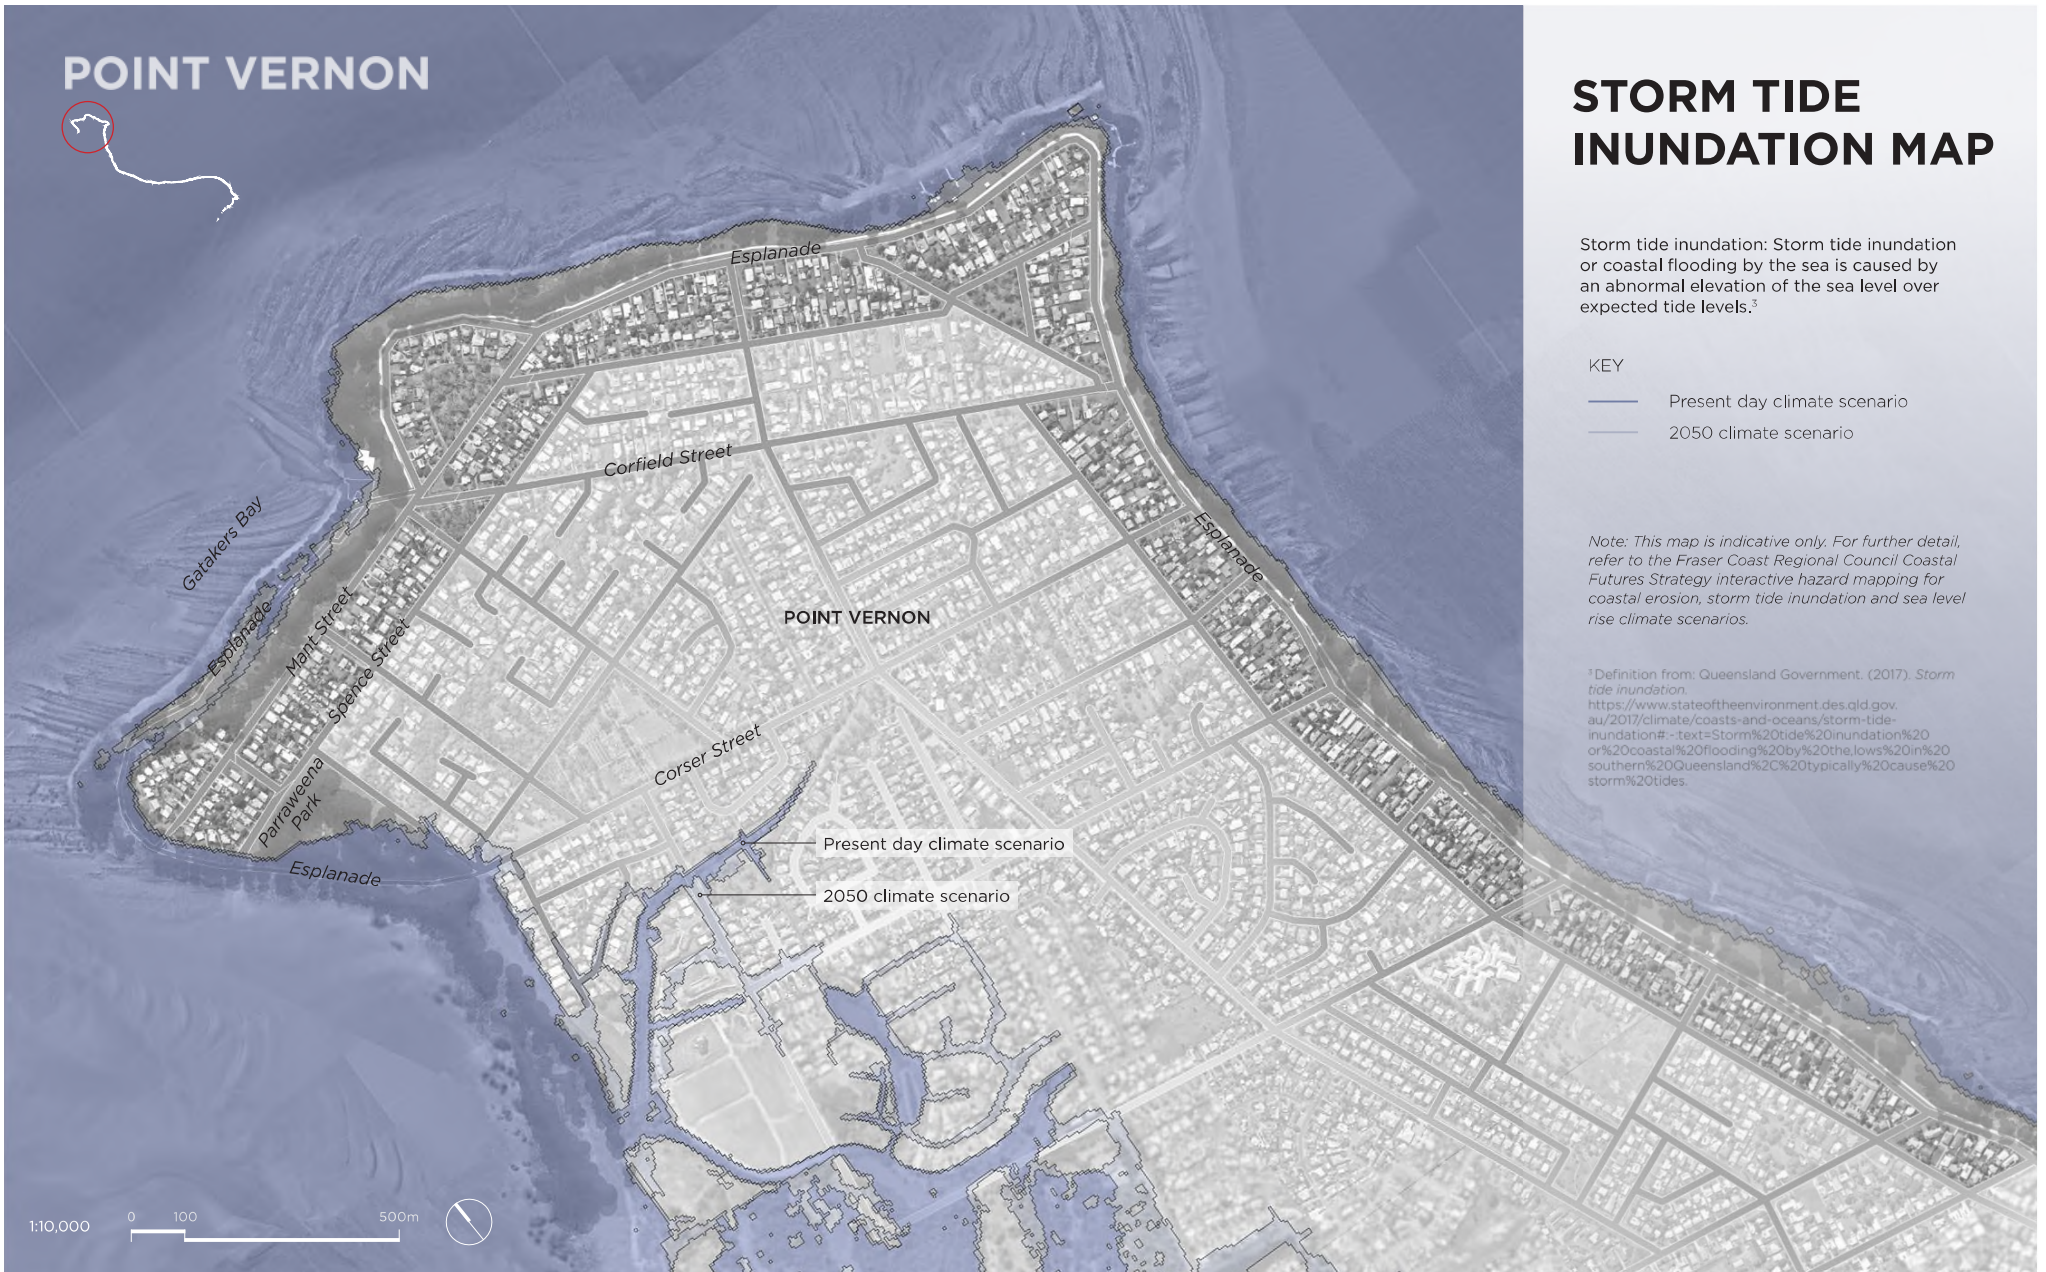 POINT VERNON
STORM TIDE
INUNDATION MAP
Storm tide inundation: Storm tide inundation
or coastal flooding by the sea is caused by
an abnormal elevation of the sea level over
expected tide levels.³
KEY
Present day climate scenario
2050 climate scenario
Note: This map is indicative only. For further detail,
refer to the Fraser Coast Regional Council Coastal
Futures Strategy interactive hazard mapping for
coastal erosion, storm tide inundation and sea level
rise climate scenarios.
³ Definition from: Queensland Government. (2017). Storm
tide inundation.
https://www.stateoftheenvironment.des.qld.gov.
au/2017/climate/coasts-and-oceans/storm-tide-
inundation#:~:text=Storm%20tide%20inundation%20
or%20coastal%20flooding%20by%20the,lows%20in%20
southern%20Queensland%2C%20typically%20cause%20
storm%20tides.
Esplanade
Corfield Street
Gatakers Bay
Esplanade
Esplanade
Mant Street
Spence Street
POINT VERNON
Corser Street
Parraweena
Park
Esplanade
Present day climate scenario
2050 climate scenario
1:10,000
0 100 500m